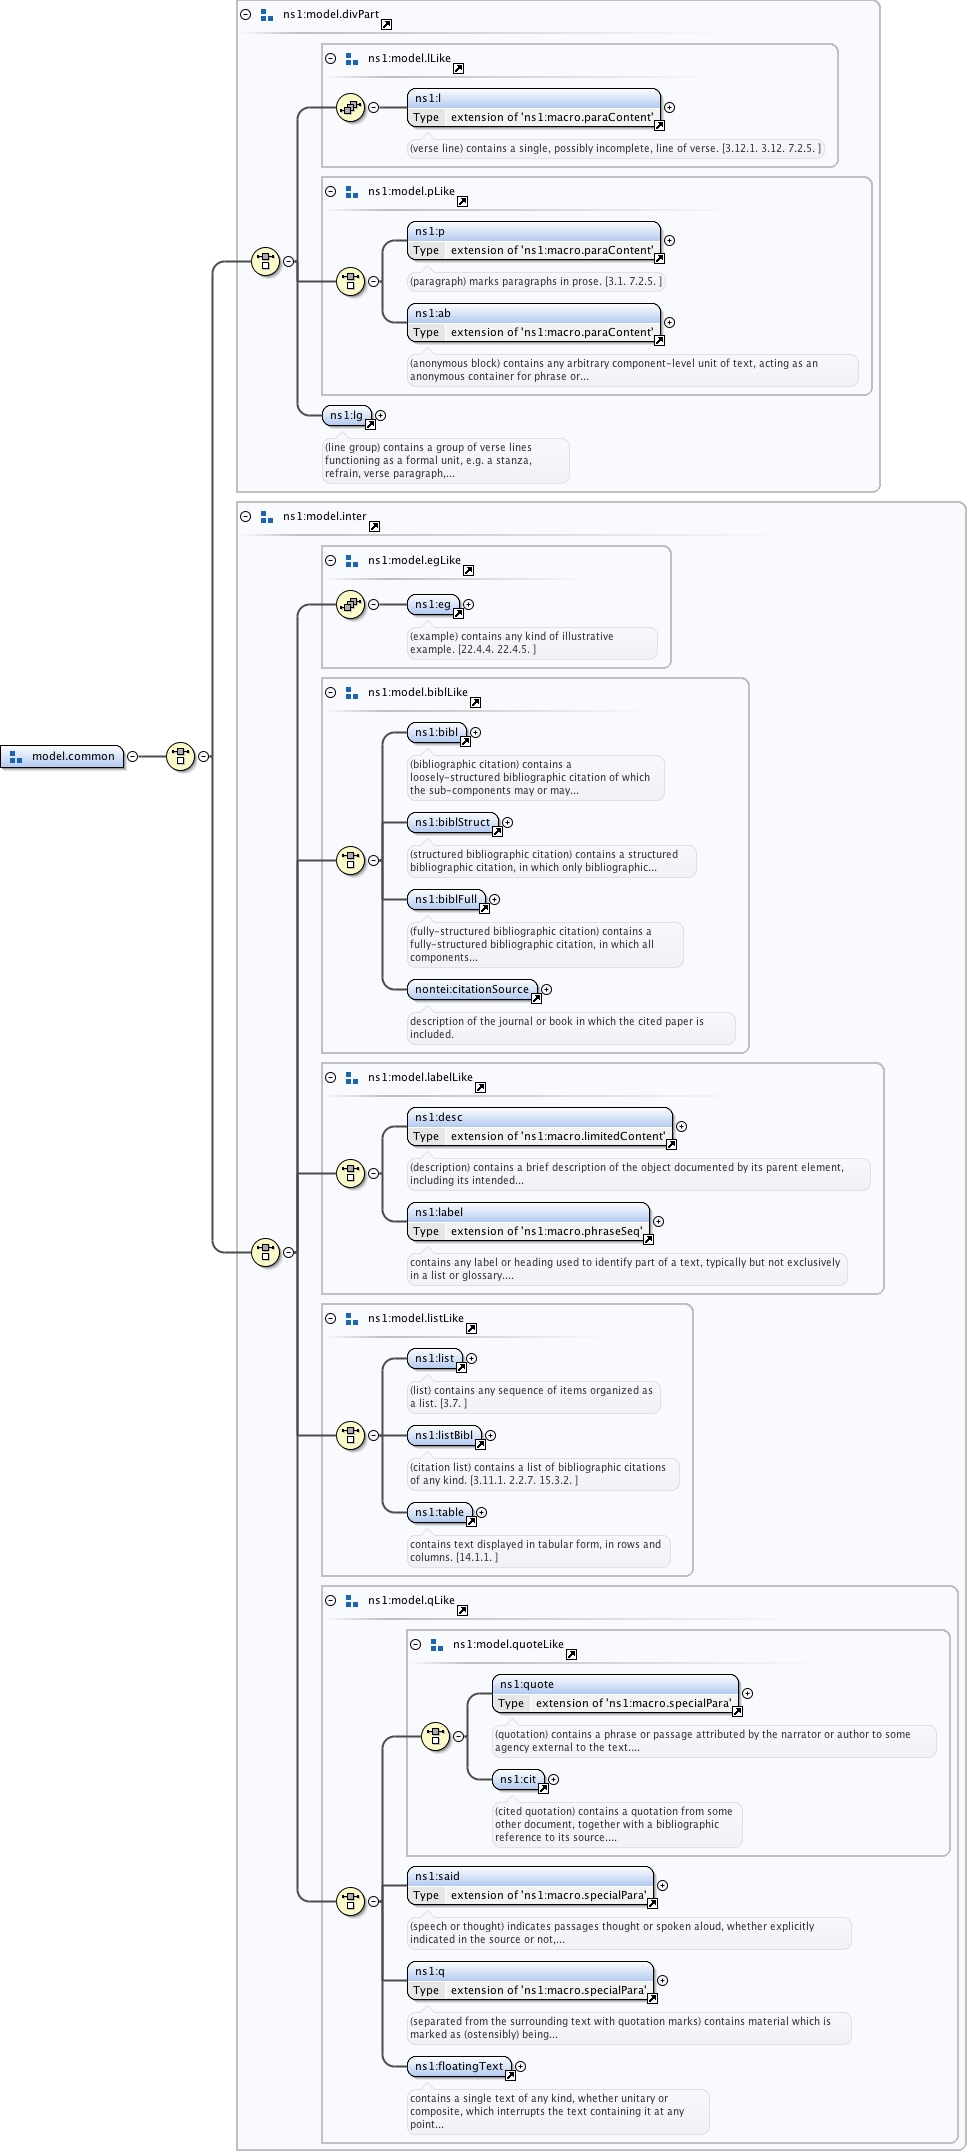 ns1:model.divPart
ns1:model.lLike
ns1:l
Type extension of 'ns1:macro.paraContent'
(verse line) contains a single, possibly incomplete, line of verse. [3.12.1. 3.12. 7.2.5. ]
ns1:model.pLike
ns1:p
Type extension of 'ns1:macro.paraContent'
(paragraph) marks paragraphs in prose. [3.1. 7.2.5. ]
ns1:ab
Type extension of 'ns1:macro.paraContent'
(anonymous block) contains any arbitrary component-level unit of text, acting as an
anonymous container for phrase or...
ns1:lg
(line group) contains a group of verse lines
functioning as a formal unit, e.g. a stanza,
refrain, verse paragraph,...
ns1:model.inter
ns1:model.egLike
ns1:eg
(example) contains any kind of illustrative
example. [22.4.4. 22.4.5. ]
ns1:model.biblLike
ns1:bibl
model.common
(bibliographic citation) contains a
loosely-structured bibliographic citation of which
the sub-components may or may...
ns1:biblStruct
(structured bibliographic citation) contains a structured
bibliographic citation, in which only bibliographic...
ns1:biblFull
(fully-structured bibliographic citation) contains a
fully-structured bibliographic citation, in which all
components...
nontei:citationSource
description of the journal or book in which the cited paper is
included.
ns1:model.labelLike
ns1:desc
Type extension of 'ns1:macro.limitedContent'
(description) contains a brief description of the object documented by its parent element,
including its intended...
ns1:label
Type extension of 'ns1:macro.phraseSeq'
contains any label or heading used to identify part of a text, typically but not exclusively
in a list or glossary....
ns1:model.listLike
ns1:list
(list) contains any sequence of items organized as
a list. [3.7. ]
ns1:listBibl
(citation list) contains a list of bibliographic citations
of any kind. [3.11.1. 2.2.7. 15.3.2. ]
ns1:table
contains text displayed in tabular form, in rows and
columns. [14.1.1. ]
ns1:model.qLike
ns1:model.quoteLike
ns1:quote
Type extension of 'ns1:macro.specialPara'
(quotation) contains a phrase or passage attributed by the narrator or author to some
agency external to the text....
ns1:cit
(cited quotation) contains a quotation from some
other document, together with a bibliographic
reference to its source....
ns1:said
Type extension of 'ns1:macro.specialPara'
(speech or thought) indicates passages thought or spoken aloud, whether explicitly
indicated in the source or not,...
ns1:q
Type extension of 'ns1:macro.specialPara'
(separated from the surrounding text with quotation marks) contains material which is
marked as (ostensibly) being...
ns1:floatingText
contains a single text of any kind, whether unitary or
composite, which interrupts the text containing it at any
point...